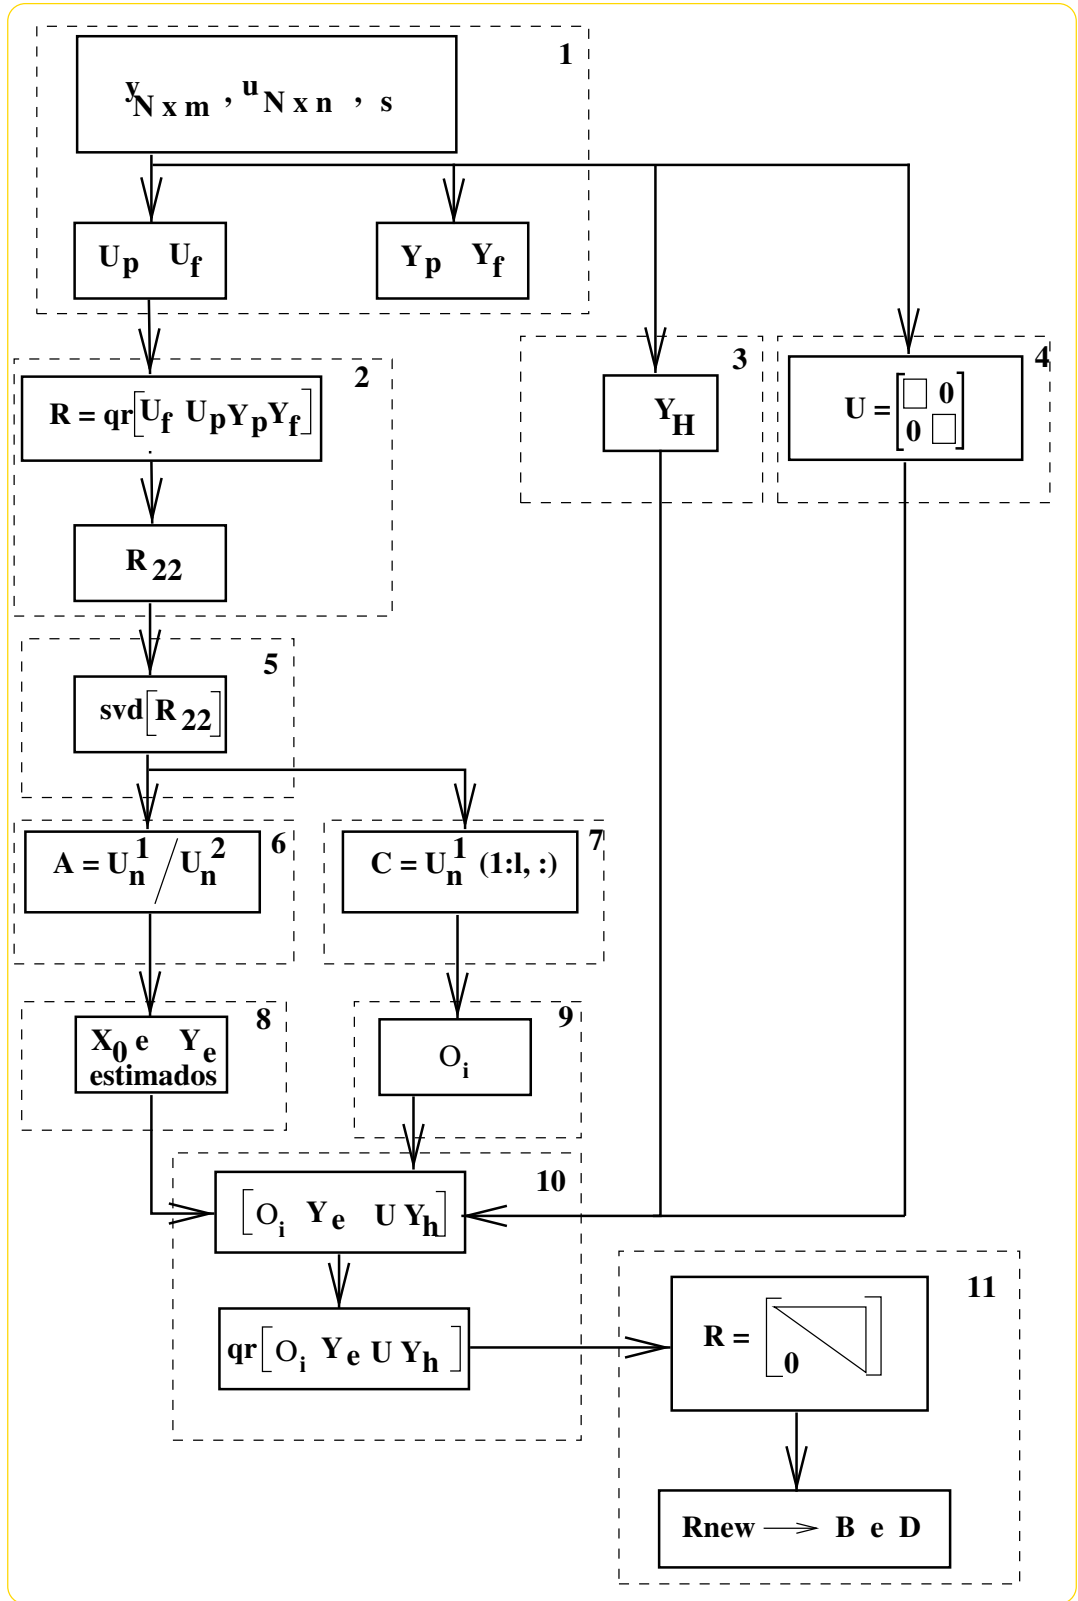 1
y N x m , u N x n , s
U p U f
Y p Y f
2
R = qr[U f U p Y p Y f]
.
R 22
3
Y H
4
U = [□ 0
0 □]
5
svd[R 22]
6
A = U n 1 / U n 2
7
C = U n 1 (1:l, :)
8
X 0 e Y e
estimados
9
O i
10
[O i Y e U Y h]
qr[O i Y e U Y h]
11
R = [
0 ]
Rnew → B e D